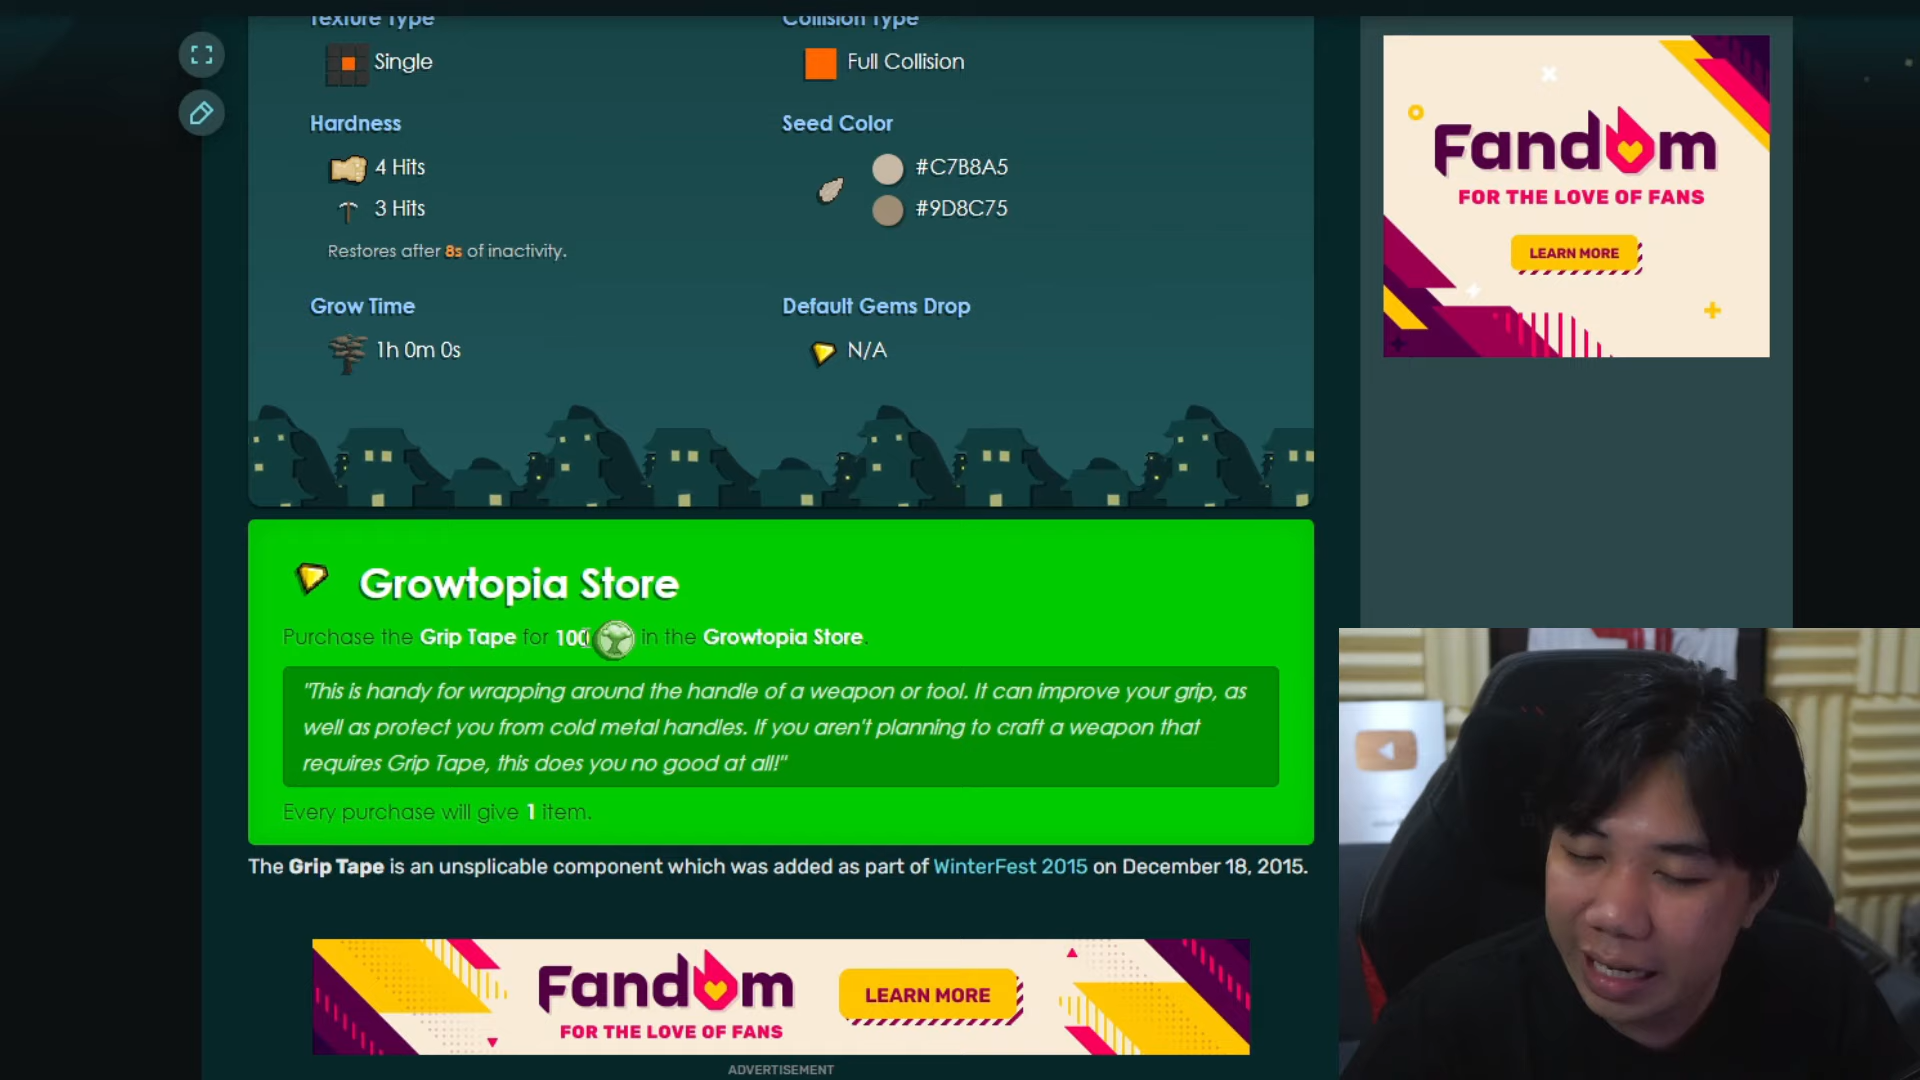 Texture Type
Collision Type
Single
Full Collision
Hardness
Seed Color
4 Hits
#C7B8A5
3 Hits
#9D8C75
Restores after 8s of inactivity.
Grow Time
Default Gems Drop
1h 0m 0s
N/A
Growtopia Store
Purchase the Grip Tape for 100 in the Growtopia Store.
"This is handy for wrapping around the handle of a weapon or tool. It can improve your grip, as
well as protect you from cold metal handles. If you aren't planning to craft a weapon that
requires Grip Tape, this does you no good at all!"
Every purchase will give 1 item.
The Grip Tape is an unsplicable component which was added as part of WinterFest 2015 on December 18, 2015.
Fandom
FOR THE LOVE OF FANS
LEARN MORE
ADVERTISEMENT
Fandom
FOR THE LOVE OF FANS
LEARN MORE